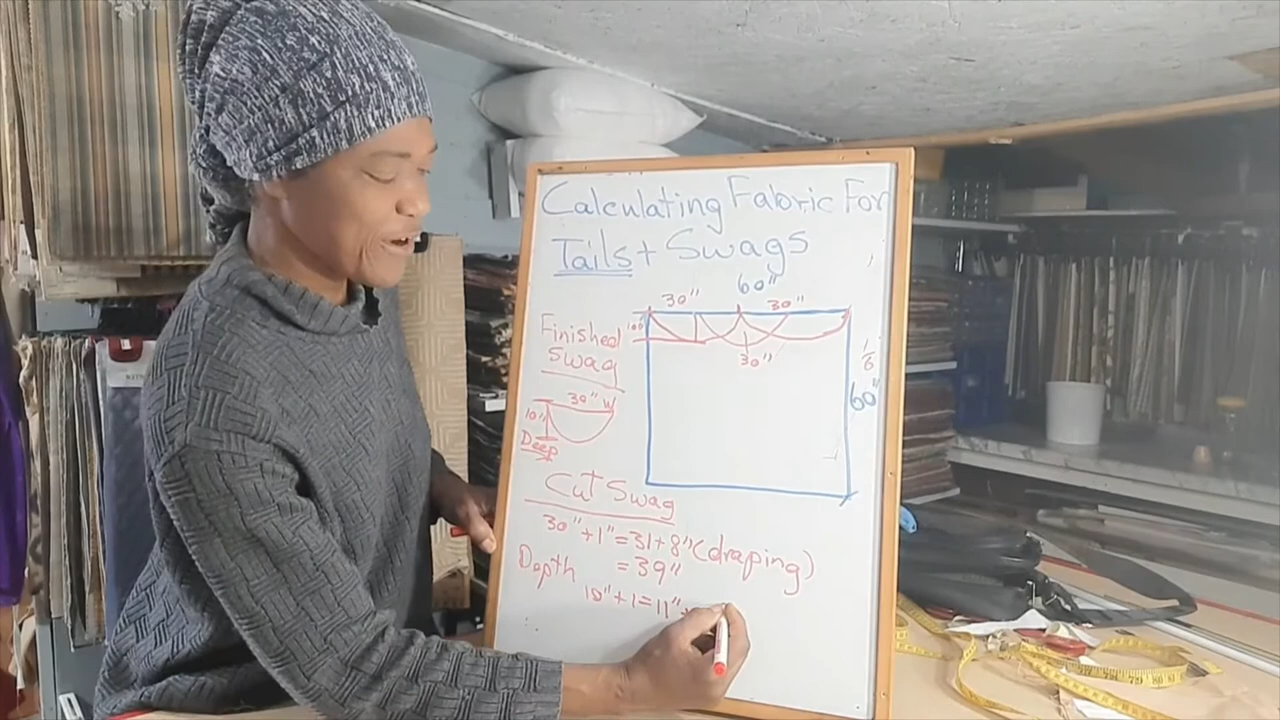 Calculating Fabric For
Tails + Swags
60"
30" 30"
Finished
Swag
10"
30"
1/6
60"
30" W
10"
Deep
Cut Swag
30" + 1" = 31 + 8" (draping)
= 39"
Depth
10" + 1 = 11" +